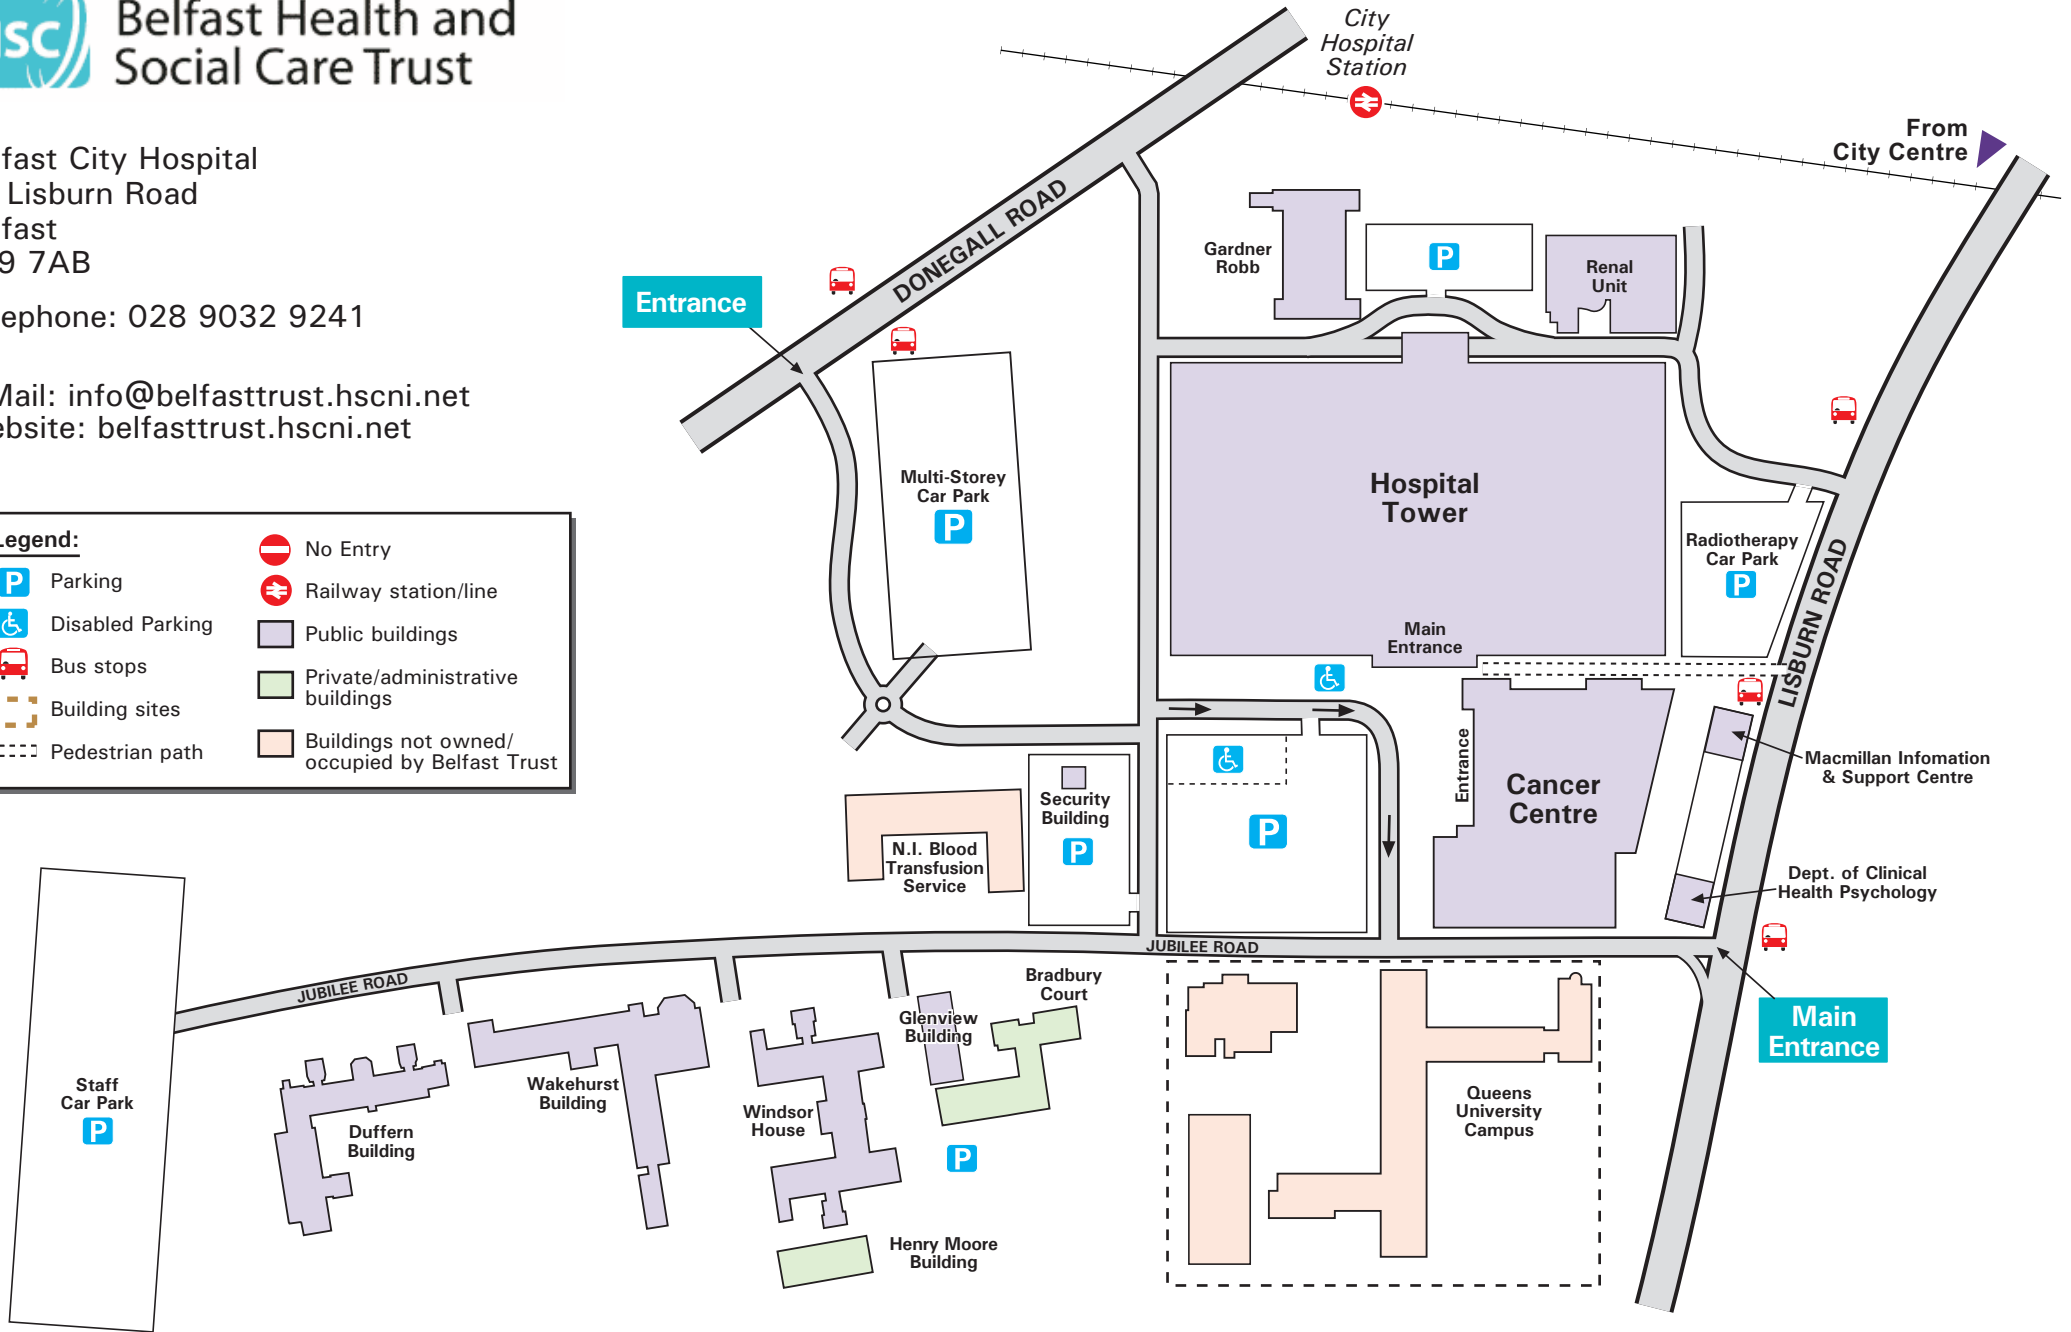 Belfast Health and
Social Care Trust
fast City Hospital
Lisburn Road
fast
9 7AB
ephone: 028 9032 9241
Mail: info@belfasttrust.hscni.net
ebsite: belfasttrust.hscni.net
Legend:
P Parking
Disabled Parking
Bus stops
Building sites
Pedestrian path
No Entry
Railway station/line
Public buildings
Private/administrative
buildings
Buildings not owned/
occupied by Belfast Trust
City
Hospital
Station
From
City Centre
DONEGALL ROAD
Entrance
Gardner
Robb
P
Renal
Unit
Multi-Storey
Car Park
P
Hospital
Tower
Main
Entrance
Radiotherapy
Car Park
P
LISBURN ROAD
Entrance
Cancer
Centre
Macmillan Infomation
& Support Centre
Dept. of Clinical
Health Psychology
Security
Building
P
P
N.I. Blood
Transfusion
Service
JUBILEE ROAD
JUBILEE ROAD
Main
Entrance
Staff
Car Park
P
Duffern
Building
Wakehurst
Building
Windsor
House
Glenview
Building
Bradbury
Court
P
Henry Moore
Building
Queens
University
Campus